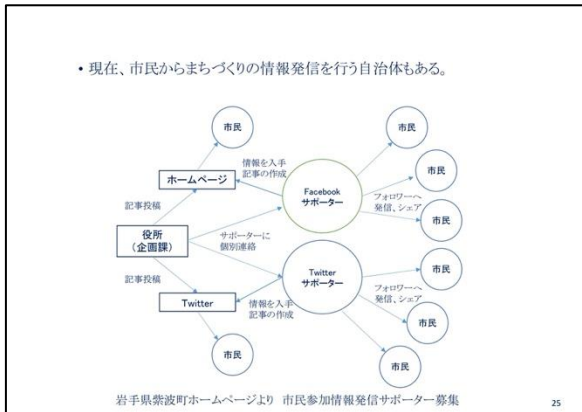 • 現在、市民からまちづくりの情報発信を行う自治体もある。
市民
ホームページ
記事投稿
役所
(企画課)
記事投稿
Twitter
市民
情報を入手
記事の作成
サポーターに
個別連絡
情報を入手
記事の作成
Facebook
サポーター
Twitter
サポーター
市民
市民
フォロワーへ
発信、シェア
市民
市民
フォロワーへ
発信、シェア
市民
市民
岩手県紫波町ホームページより 市民参加情報発信サポーター募集
25